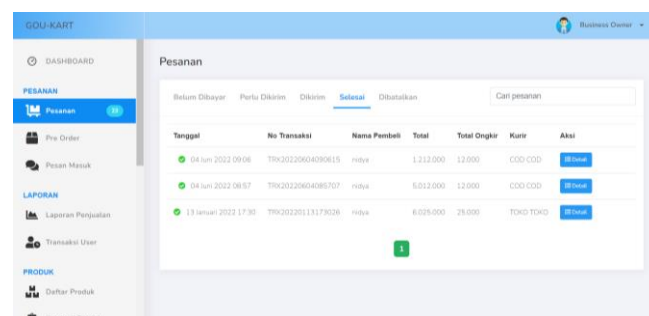 GOU-KART
Business Owner
DASHBOARD
PESANAN
Pesanan
Pre Order
Pesan Masuk
LAPORAN
Laporan Penjualan
Transaksi User
PRODUK
Daftar Produk
Pesanan
Belum Dibayar Perlu Dikirim Dikirim Selesai Dibatalkan
Cari pesanan
Tanggal No Transaksi Nama Pembeli Total Total Ongkir Kurir Aksi
04 Juni 2022 09:06 TRX20220604090615 nidya 1.212.000 12.000 COD COD Detail
04 Juni 2022 08:57 TRX20220604085707 nidya 5.012.000 12.000 COD COD Detail
13 Januari 2022 17:30 TRX20220113173026 nidya 6.025.000 25.000 TOKO TOKO Detail
1